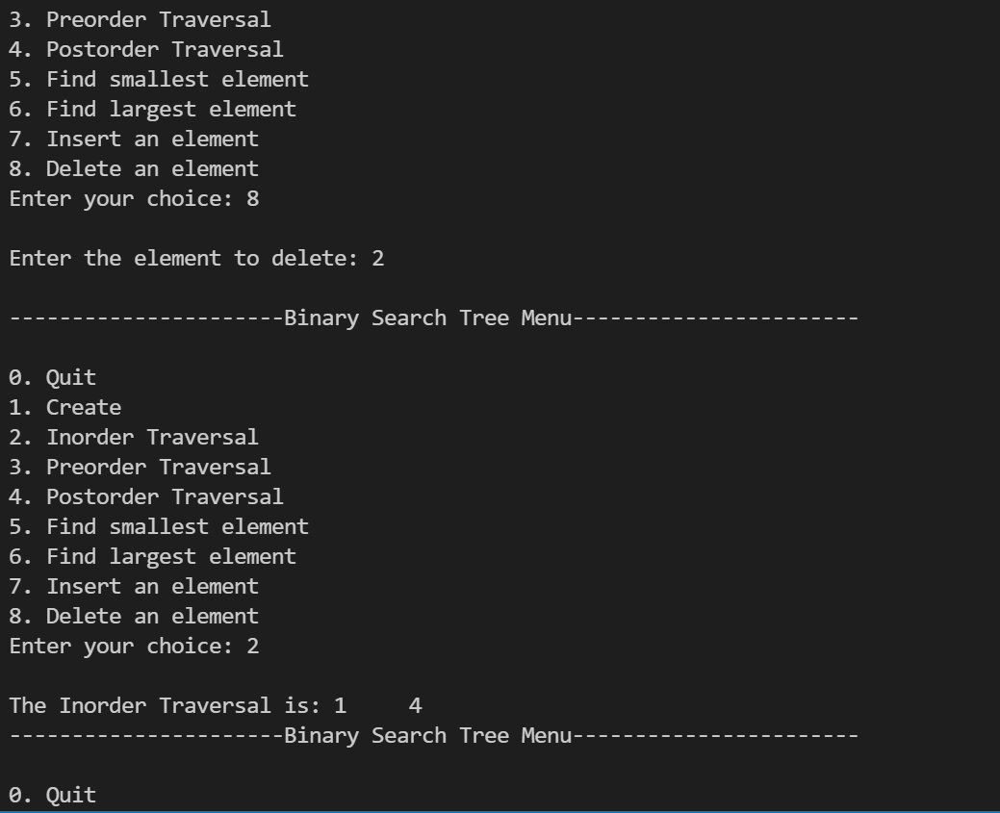 3. Preorder Traversal
4. Postorder Traversal
5. Find smallest element
6. Find largest element
7. Insert an element
8. Delete an element
Enter your choice: 8
Enter the element to delete: 2
----------------------Binary Search Tree Menu-----------------------
0. Quit
1. Create
2. Inorder Traversal
3. Preorder Traversal
4. Postorder Traversal
5. Find smallest element
6. Find largest element
7. Insert an element
8. Delete an element
Enter your choice: 2
The Inorder Traversal is: 1     4
----------------------Binary Search Tree Menu-----------------------
0. Quit